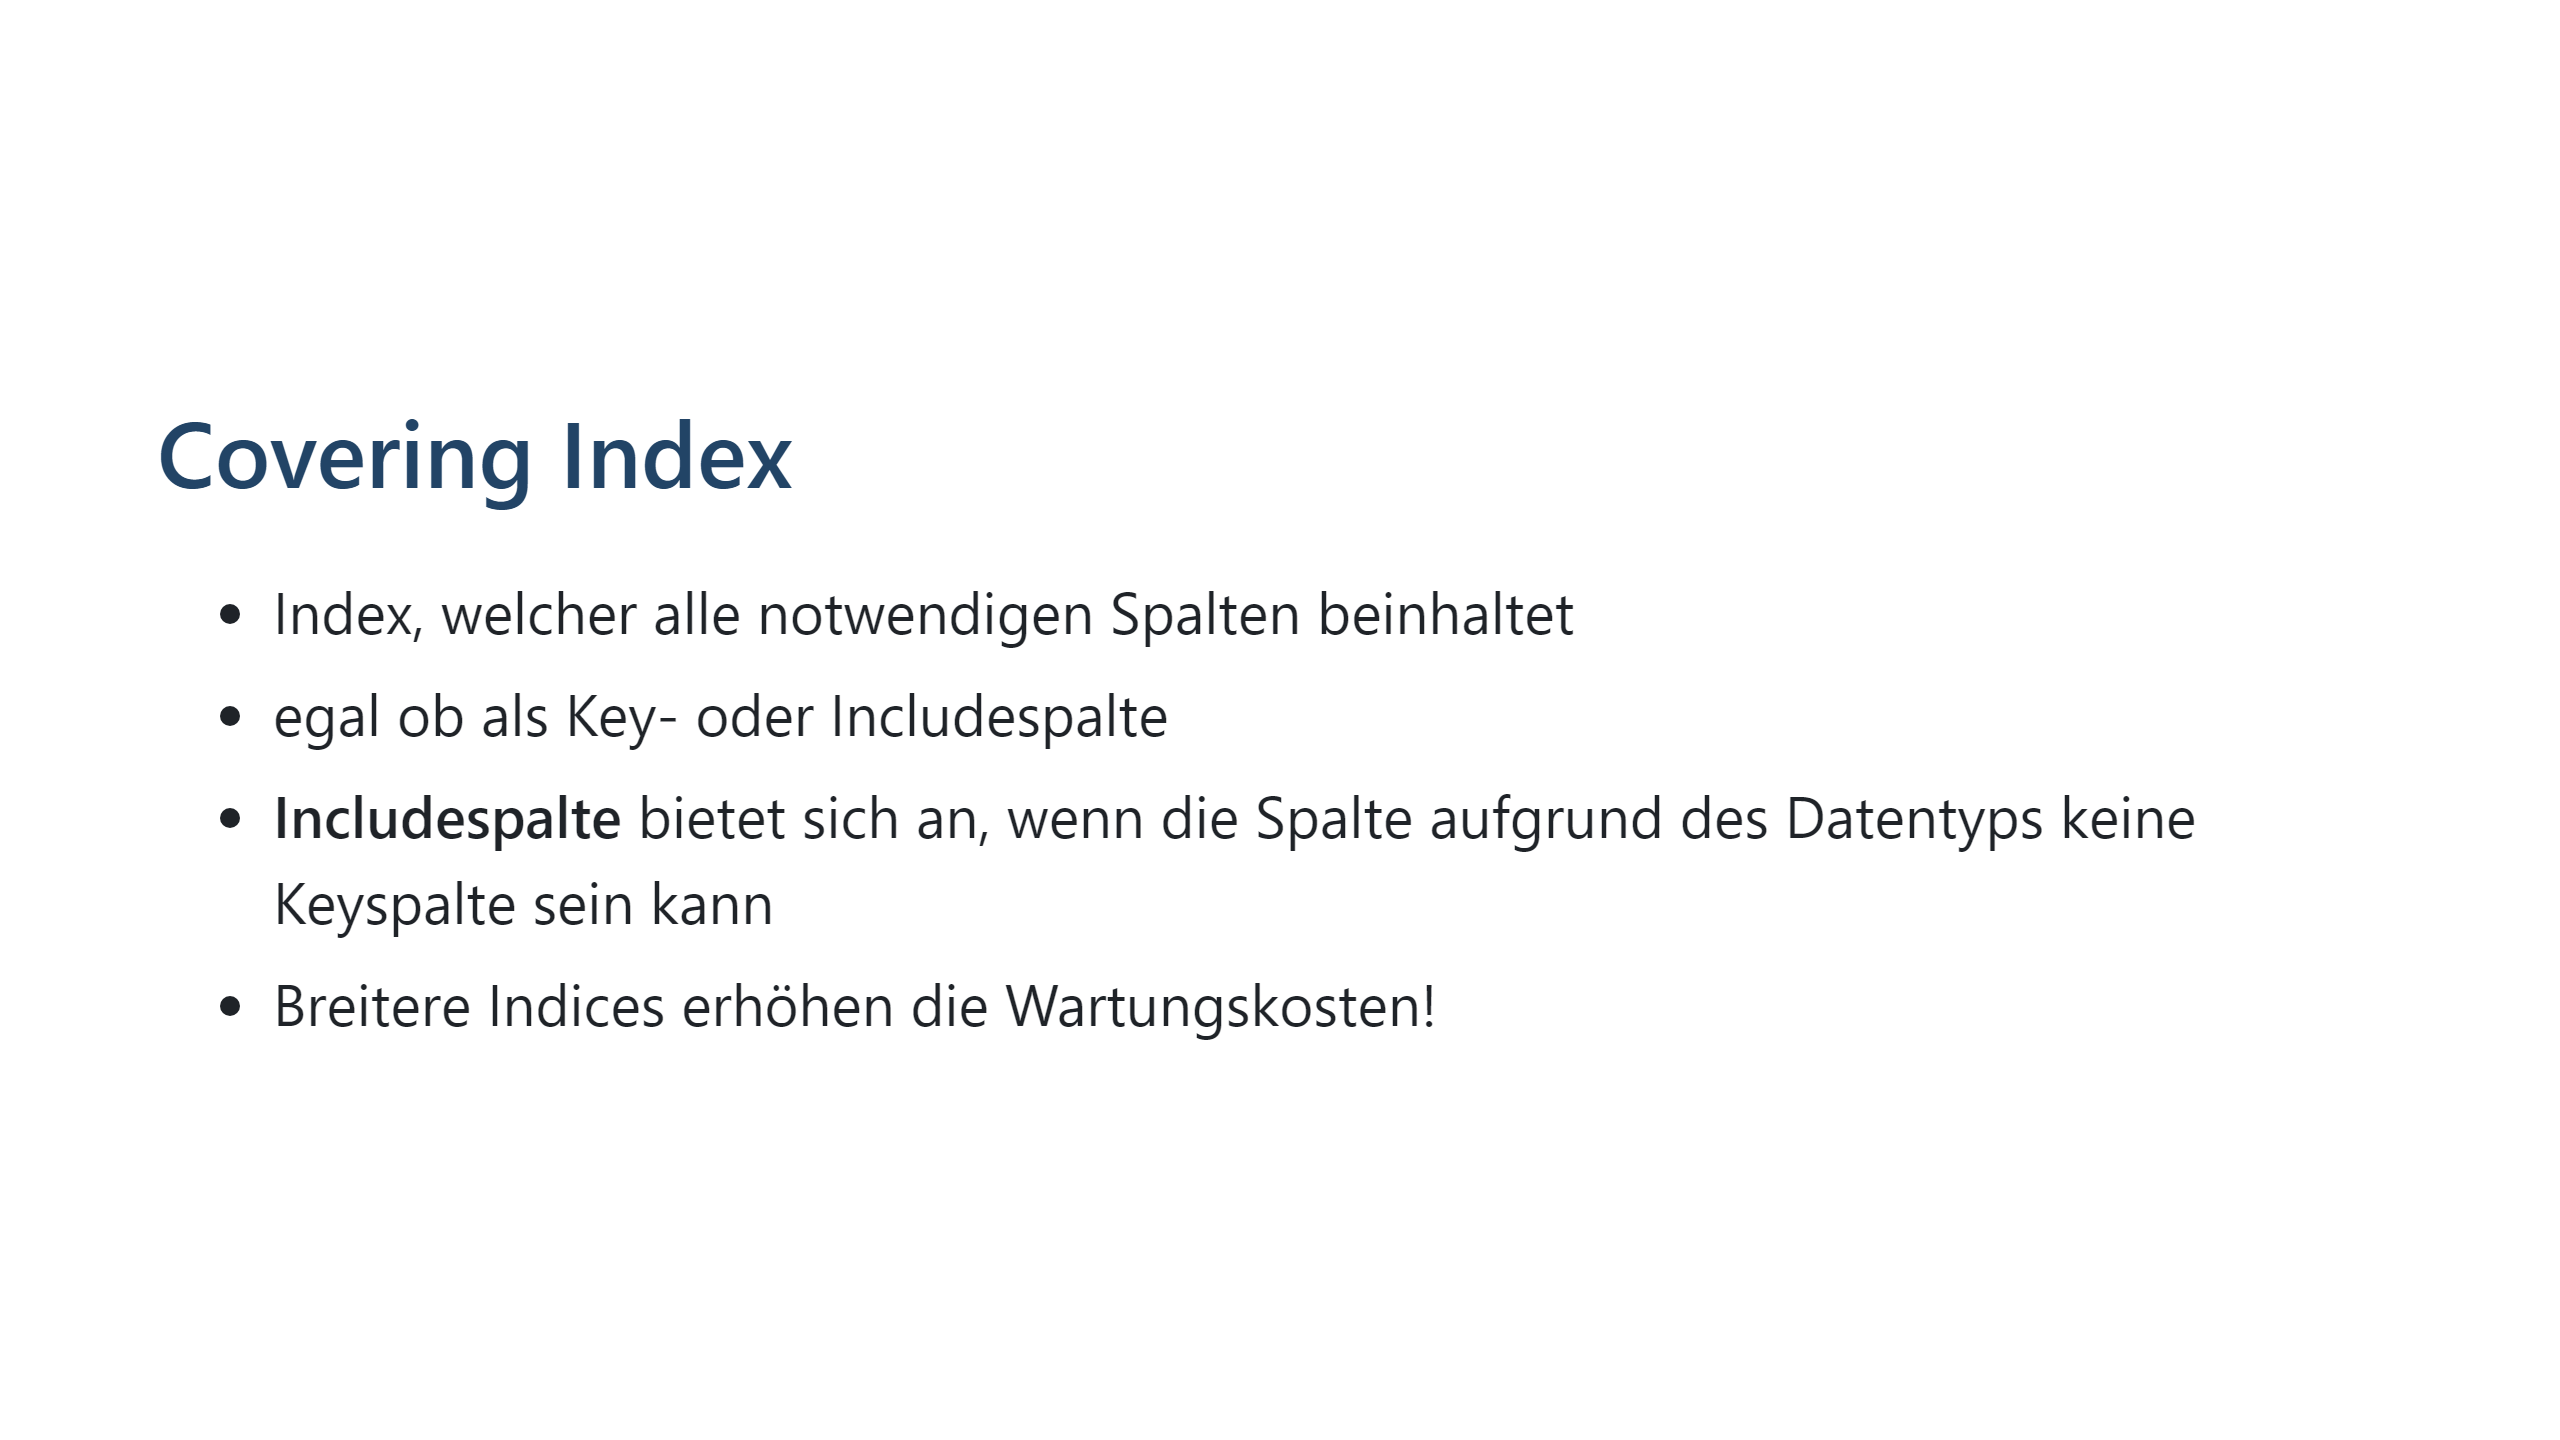 Covering Index
• Index, welcher alle notwendigen Spalten beinhaltet
• egal ob als Key- oder Includespalte
• Includespalte bietet sich an, wenn die Spalte aufgrund des Datentyps keine
Keyspalte sein kann
• Breitere Indices erhöhen die Wartungskosten!